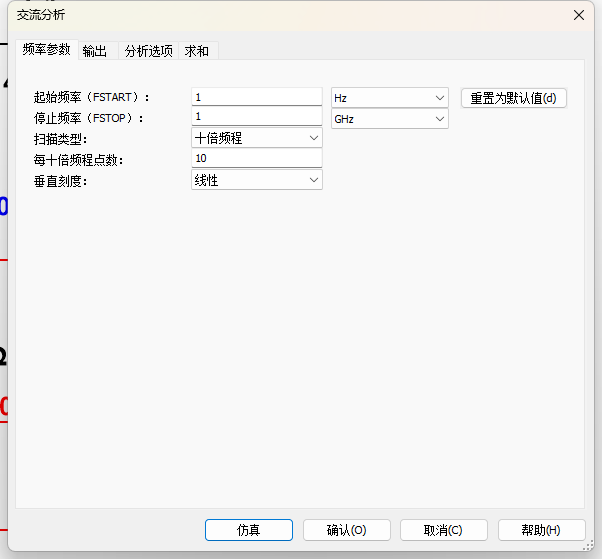 交流分析
频率参数 输出 分析选项 求和
起始频率（FSTART）： 1 Hz 重置为默认值(d)
停止频率（FSTOP）： 1 GHz
扫描类型： 十倍频程
每十倍频程点数： 10
垂直刻度： 线性
仿真 确认(O) 取消(C) 帮助(H)